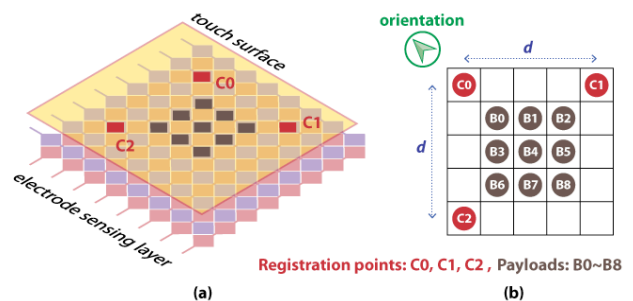 touch surface
C0
C1
C2
electrode sensing layer
orientation
d
C0
C1
d
B0 B1 B2
B3 B4 B5
B6 B7 B8
C2
Registration points: C0, C1, C2 , Payloads: B0~B8
(a)
(b)